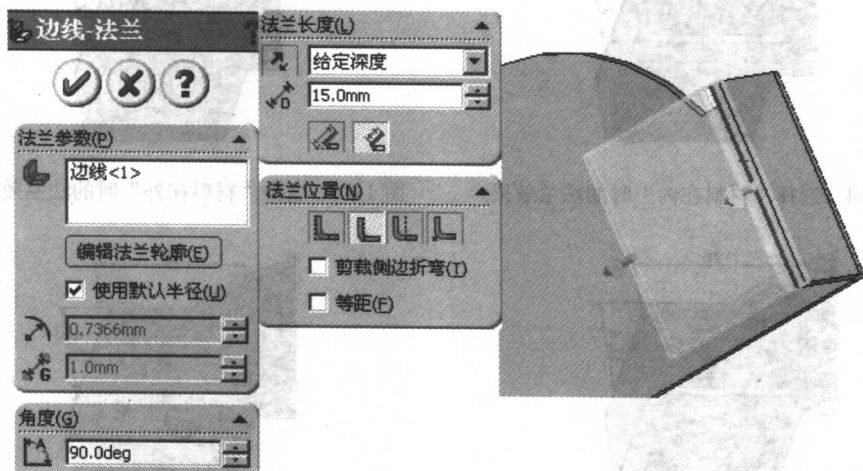 边线-法兰
?
法兰参数(P)
边线<1>
编辑法兰轮廓(E)
使用默认半径(U)
0.7366mm
G
1.0mm
角度(G)
A
90.0deg
法兰长度(L)
给定深度
D
15.0mm
法兰位置(N)
剪裁侧边折弯(T)
等距(F)